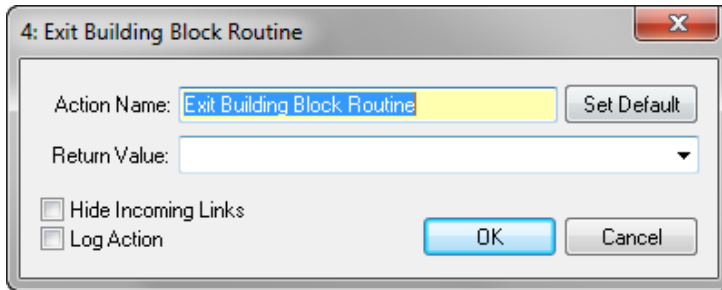 4: Exit Building Block Routine
Action Name: Exit Building Block Routine Set Default
Return Value:
Hide Incoming Links
Log Action OK Cancel